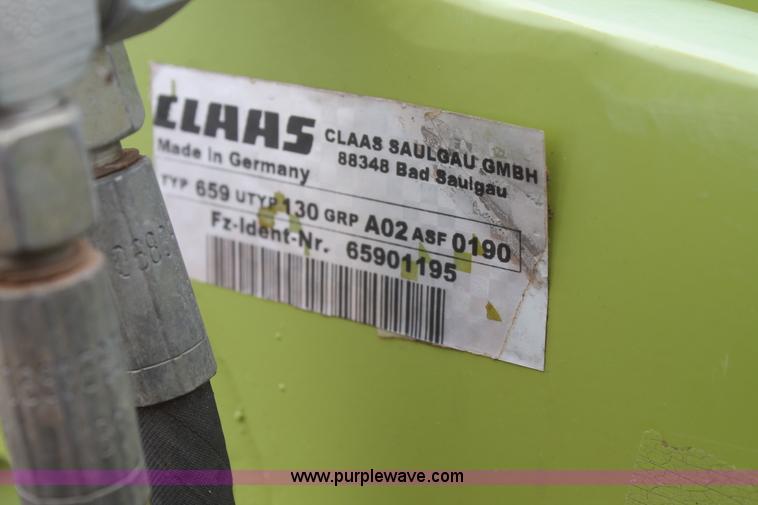 CLAAS
CLAAS SAULGAU GMBH
Made in Germany
88348 Bad Saulgau
TYP 659 UTYP 130 GRP A02 ASF 0190
Fz-Ident-Nr. 65901195
www.purplewave.com